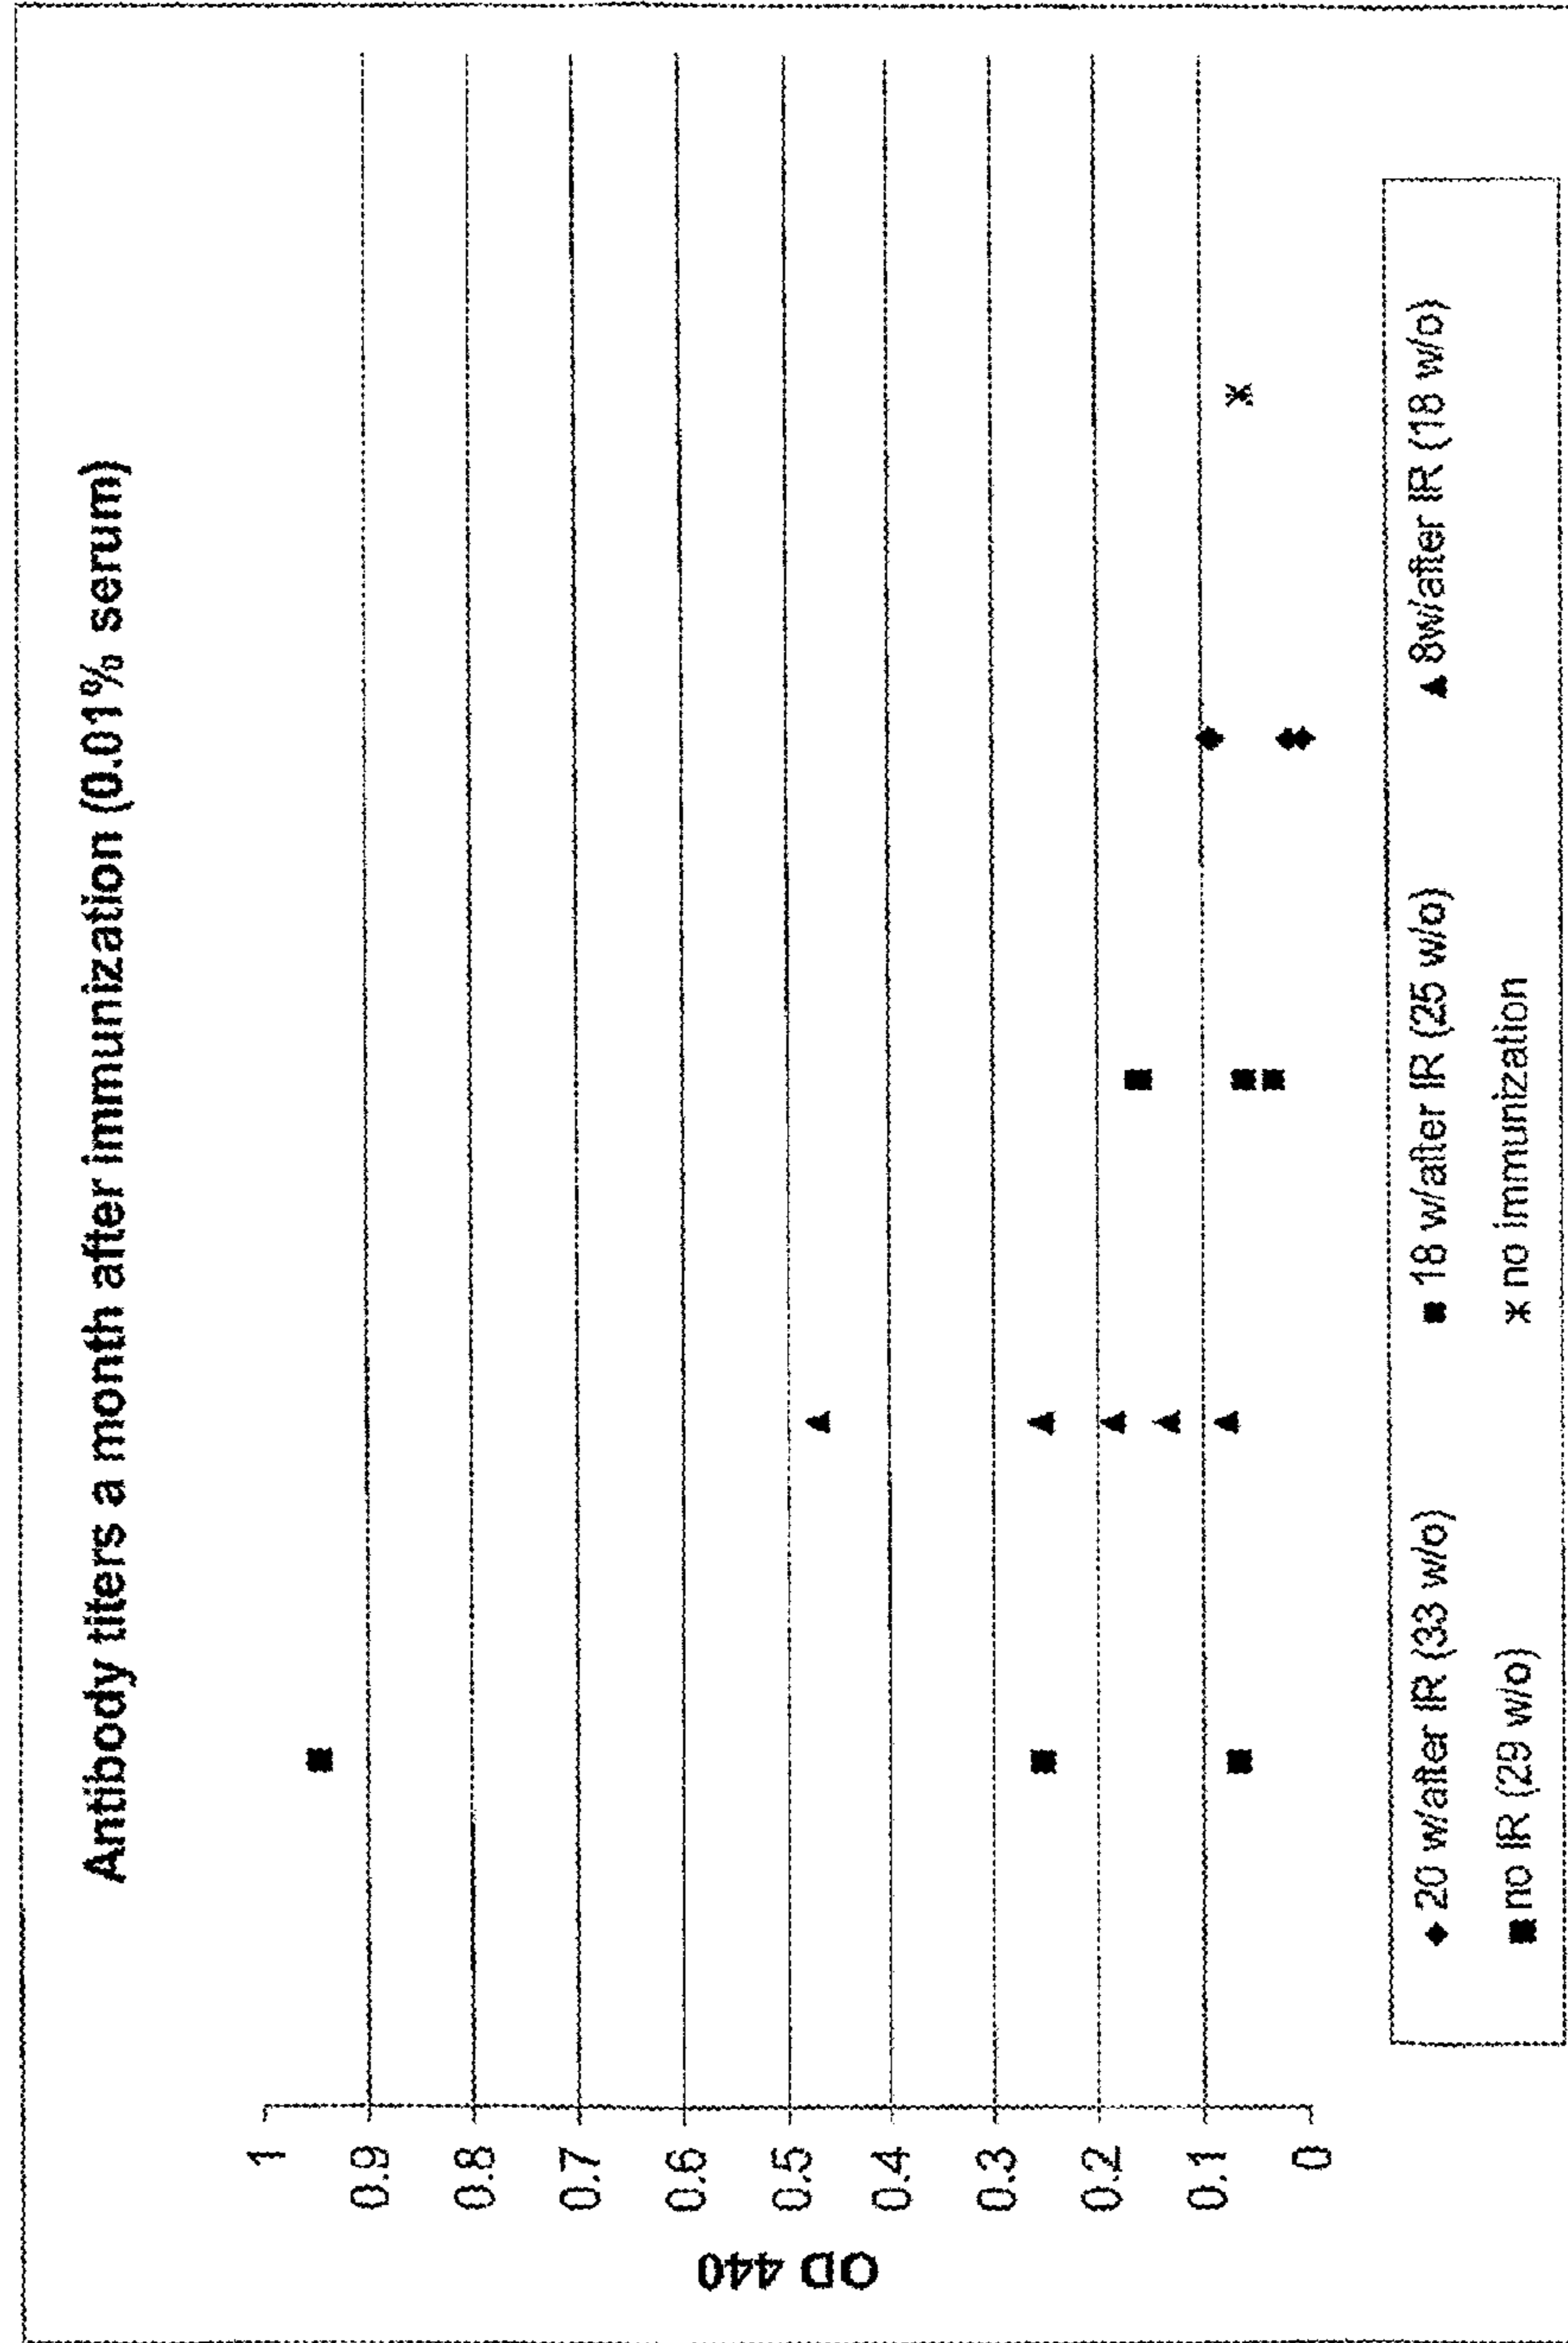 Antibody titers a month after immunization (0.01% serum)
OD 440
1
0.9
0.8
0.7
0.6
0.5
0.4
0.3
0.2
0.1
0
20 w/after IR (33 w/o)
18 w/after IR (25 w/o)
8w/after IR (18 w/o)
no IR (29 w/o)
no immunization